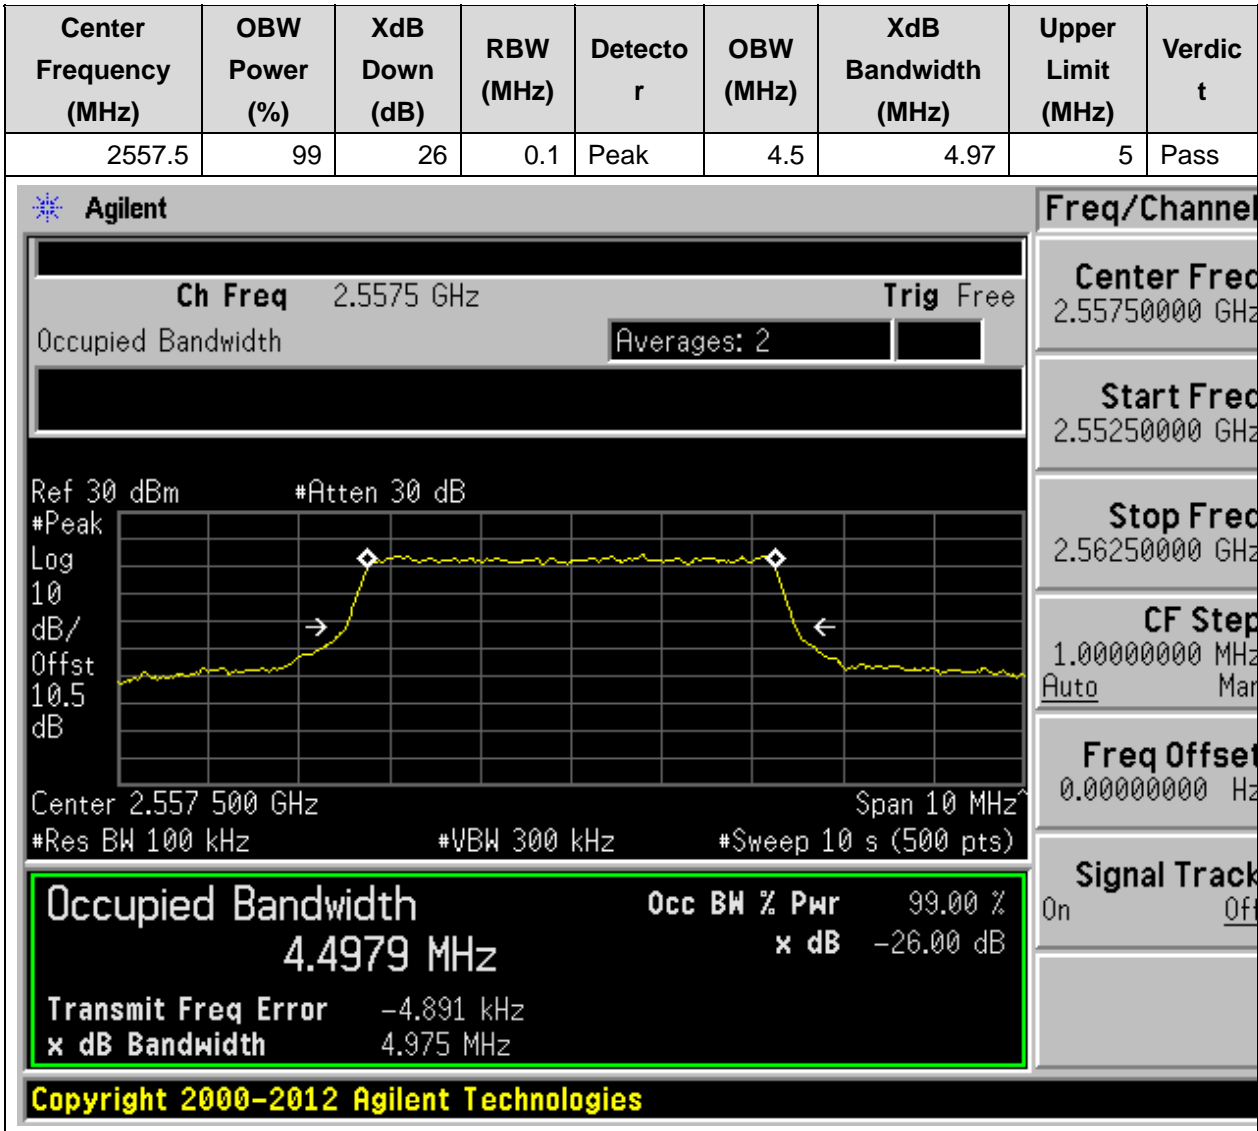 Center Frequency (MHz) OBW Power (%) XdB Down (dB) RBW (MHz) Detecto r OBW (MHz) XdB Bandwidth (MHz) Upper Limit (MHz) Verdic t
2557.5 99 26 0.1 Peak 4.5 4.97 5 Pass
Agilent
Freq/Channel
Ch Freq 2.5575 GHz Trig Free
Occupied Bandwidth Averages: 2
Center Freq
2.55750000 GHz
Start Freq
2.55250000 GHz
Stop Freq
2.56250000 GHz
CF Step
1.00000000 MHz
Auto Man
Freq Offset
0.00000000 Hz
Signal Track
On Off
Ref 30 dBm #Atten 30 dB
#Peak
Log
10
dB/
Offst
10.5
dB
Center 2.557 500 GHz Span 10 MHz^
#Res BW 100 kHz #VBW 300 kHz #Sweep 10 s (500 pts)
Occupied Bandwidth Occ BW % Pwr 99.00 %
4.4979 MHz x dB -26.00 dB
Transmit Freq Error -4.891 kHz
x dB Bandwidth 4.975 MHz
Copyright 2000-2012 Agilent Technologies